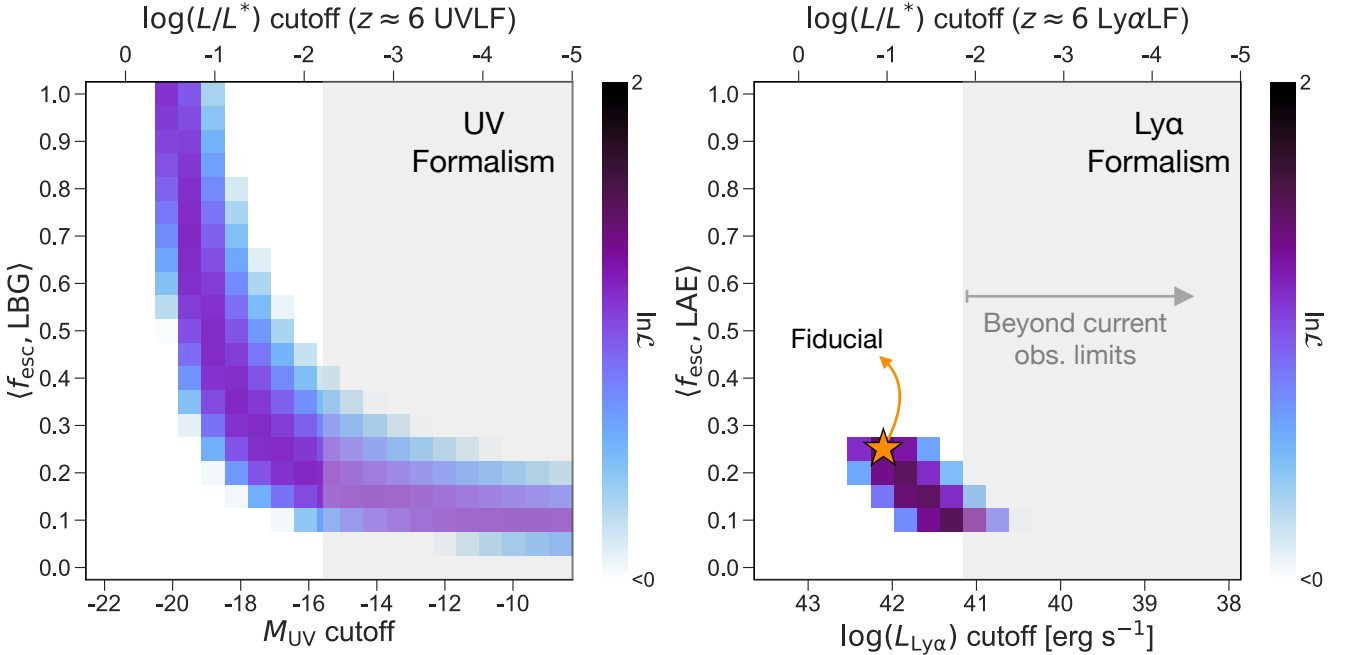 log(L/L*) cutoff (z ≈ 6 UVLF)
0 -1 -2 -3 -4 -5
UV
Formalism
1.0
0.9
0.8
0.7
0.6
0.5
0.4
0.3
0.2
0.1
0.0
⟨f_esc, LBG⟩
-22 -20 -18 -16 -14 -12 -10
M_UV cutoff
2
lnℒ
<0
log(L/L*) cutoff (z ≈ 6 LyαLF)
0 -1 -2 -3 -4 -5
Lyα
Formalism
1.0
0.9
0.8
0.7
0.6
0.5
0.4
0.3
0.2
0.1
0.0
⟨f_esc, LAE⟩
Beyond current
obs. limits
Fiducial
43 42 41 40 39 38
log(L_Lyα) cutoff [erg s⁻¹]
2
lnℒ
<0